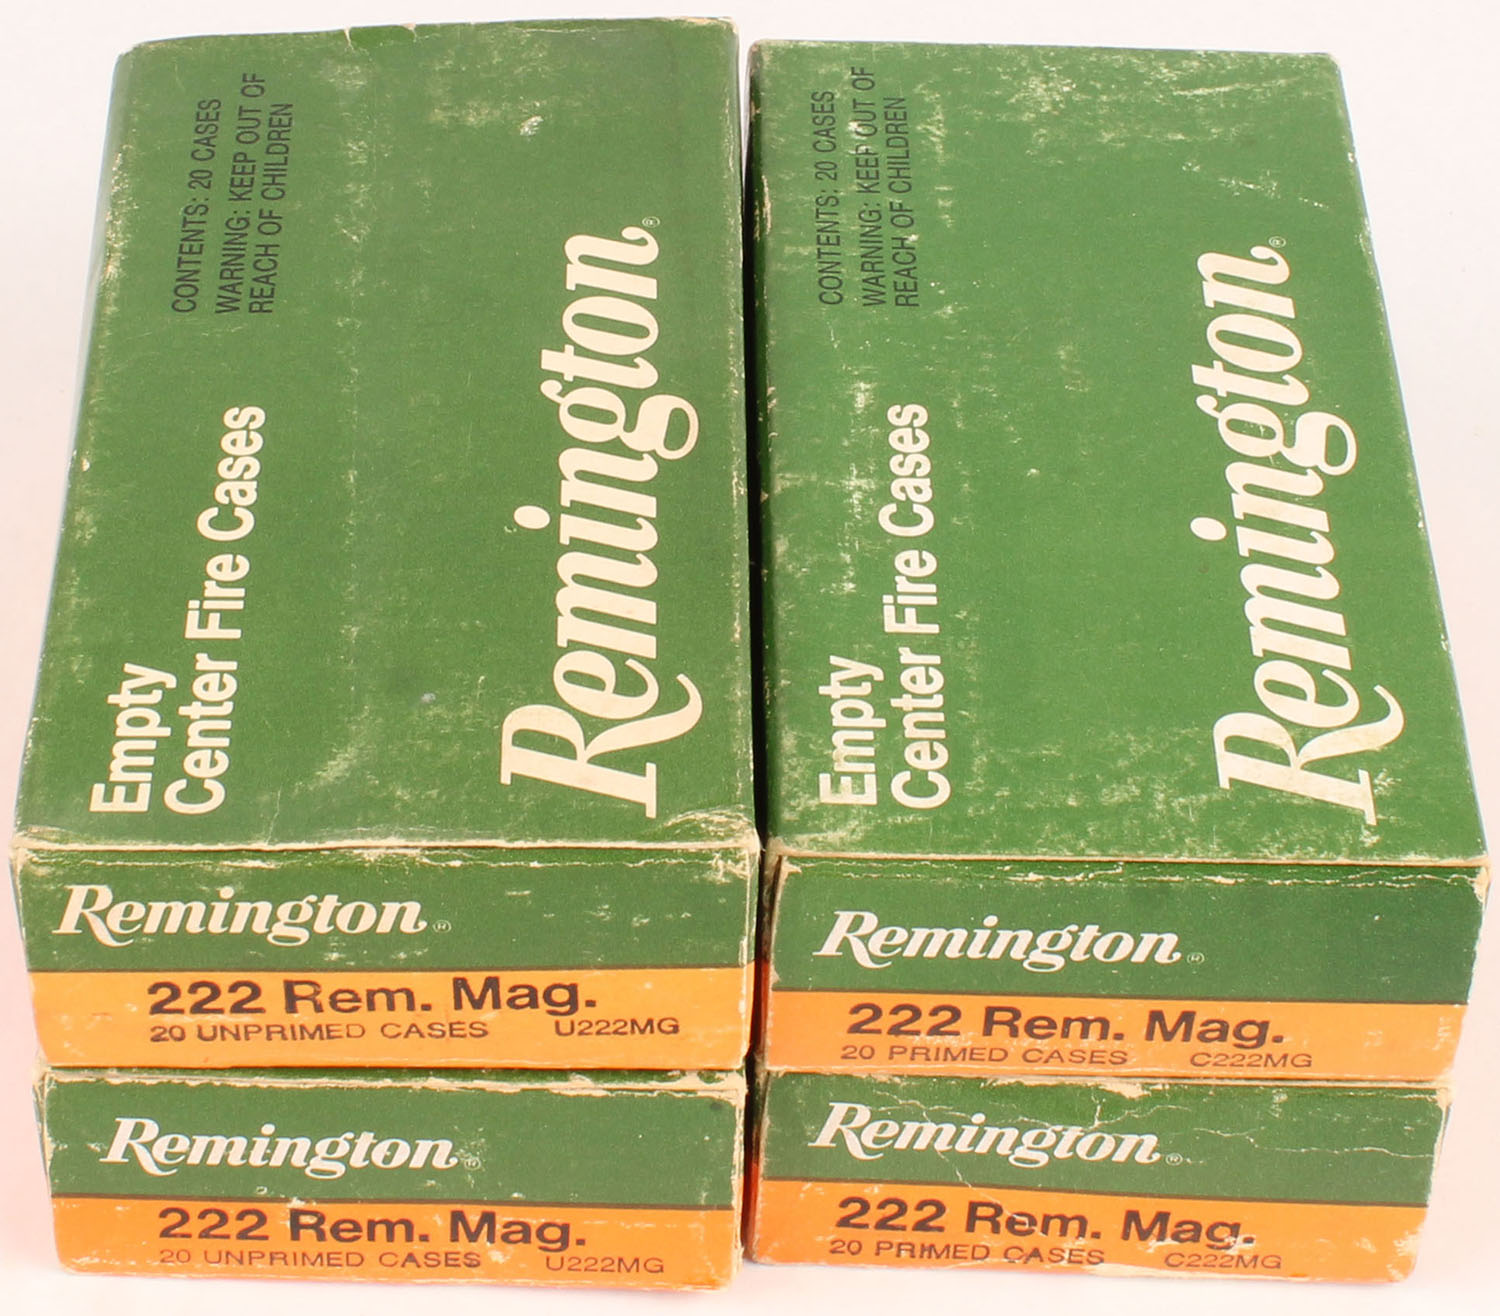 Empty
Center Fire Cases
CONTENTS: 20 CASES
WARNING: KEEP OUT OF
REACH OF CHILDREN
Remington®
Remington®
222 Rem. Mag.
20 UNPRIMED CASES U222MG
Remington®
222 Rem. Mag.
20 UNPRIMED CASES U222MG
Empty
Center Fire Cases
CONTENTS: 20 CASES
WARNING: KEEP OUT OF
REACH OF CHILDREN
Remington®
Remington®
222 Rem. Mag.
20 PRIMED CASES C222MG
Remington®
222 Rem. Mag.
20 PRIMED CASES C222MG